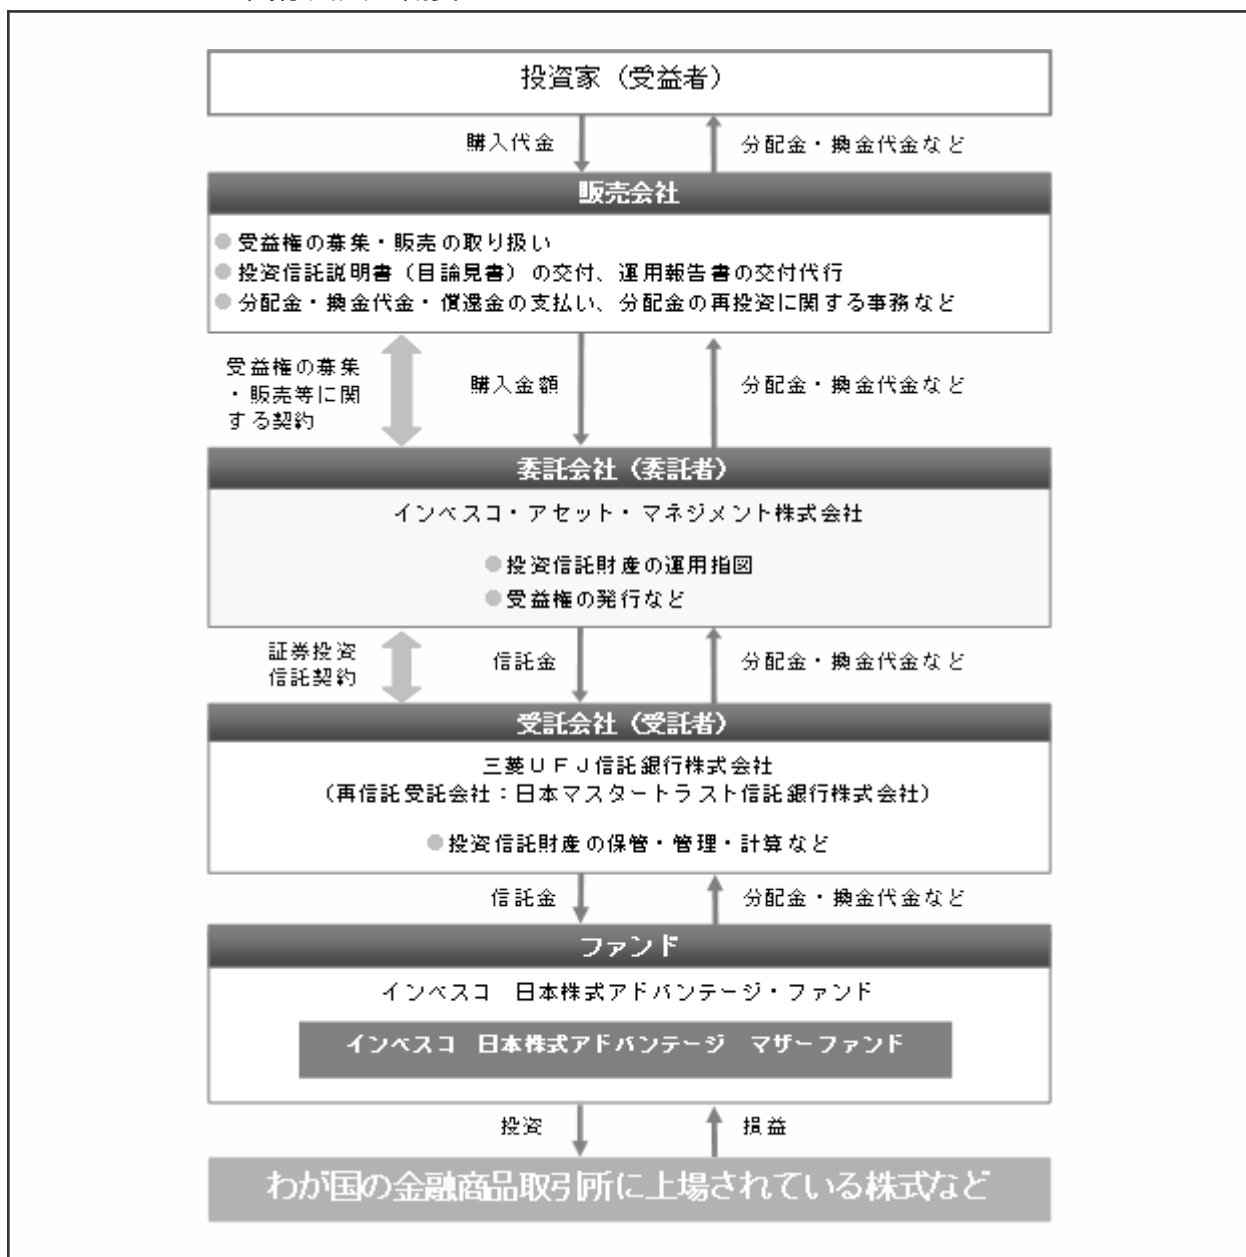 投資家（受益者）
購入代金
分配金・換金代金など
販売会社
受益権の募集・販売の取り扱い
投資信託説明書（目論見書）の交付、運用報告書の交付代行
分配金・換金代金・償還金の支払い、分配金の再投資に関する事務など
受益権の募集
・販売等に関
する契約
購入金額
分配金・換金代金など
委託会社（委託者）
インベスコ・アセット・マネジメント株式会社
投資信託財産の運用指図
受益権の発行など
証券投資
信託契約
信託金
分配金・換金代金など
受託会社（受託者）
三菱ＵＦＪ信託銀行株式会社
（再信託受託会社：日本マスタートラスト信託銀行株式会社）
投資信託財産の保管・管理・計算など
信託金
分配金・換金代金など
ファンド
インベスコ　日本株式アドバンテージ・ファンド
インベスコ　日本株式アドバンテージ　マザーファンド
投資
損益
わが国の金融商品取引所に上場されている株式など